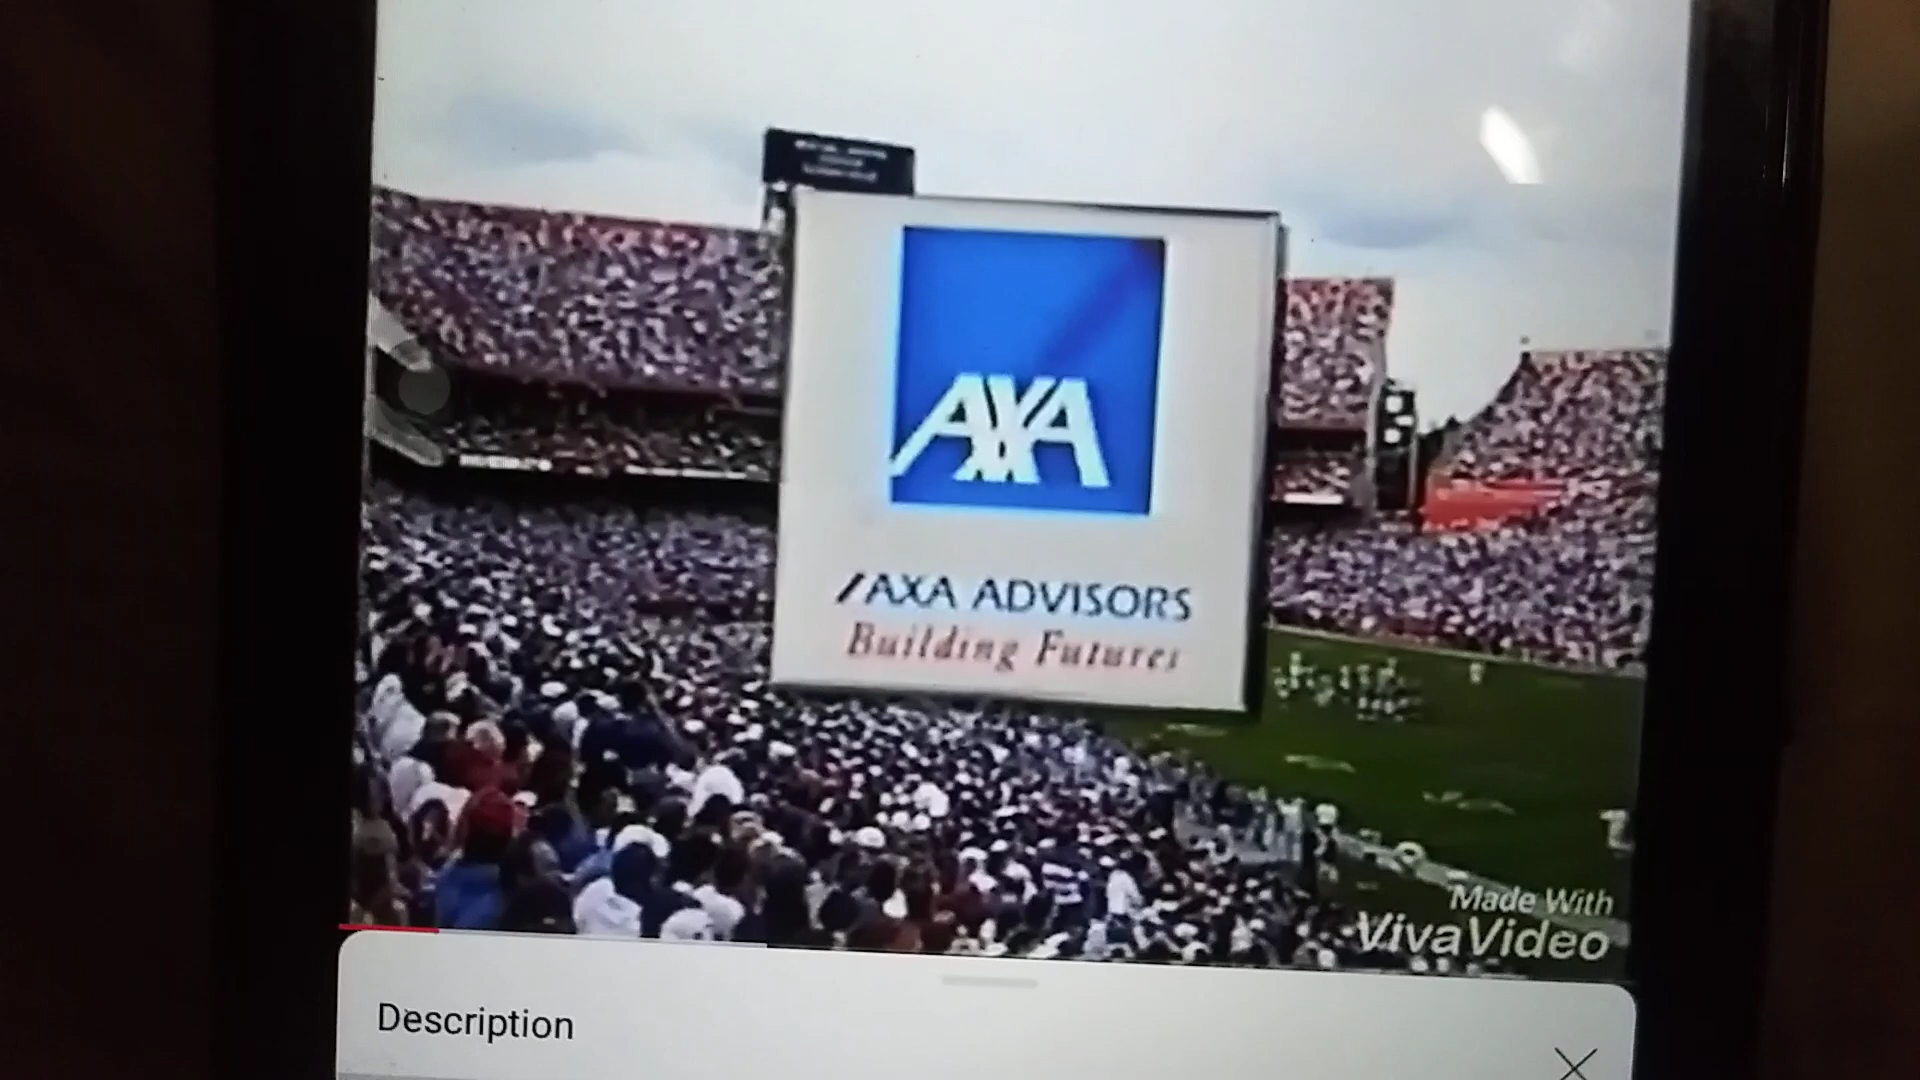 AXA
AXA ADVISORS
Building Futures
Made With
VivaVideo
Description